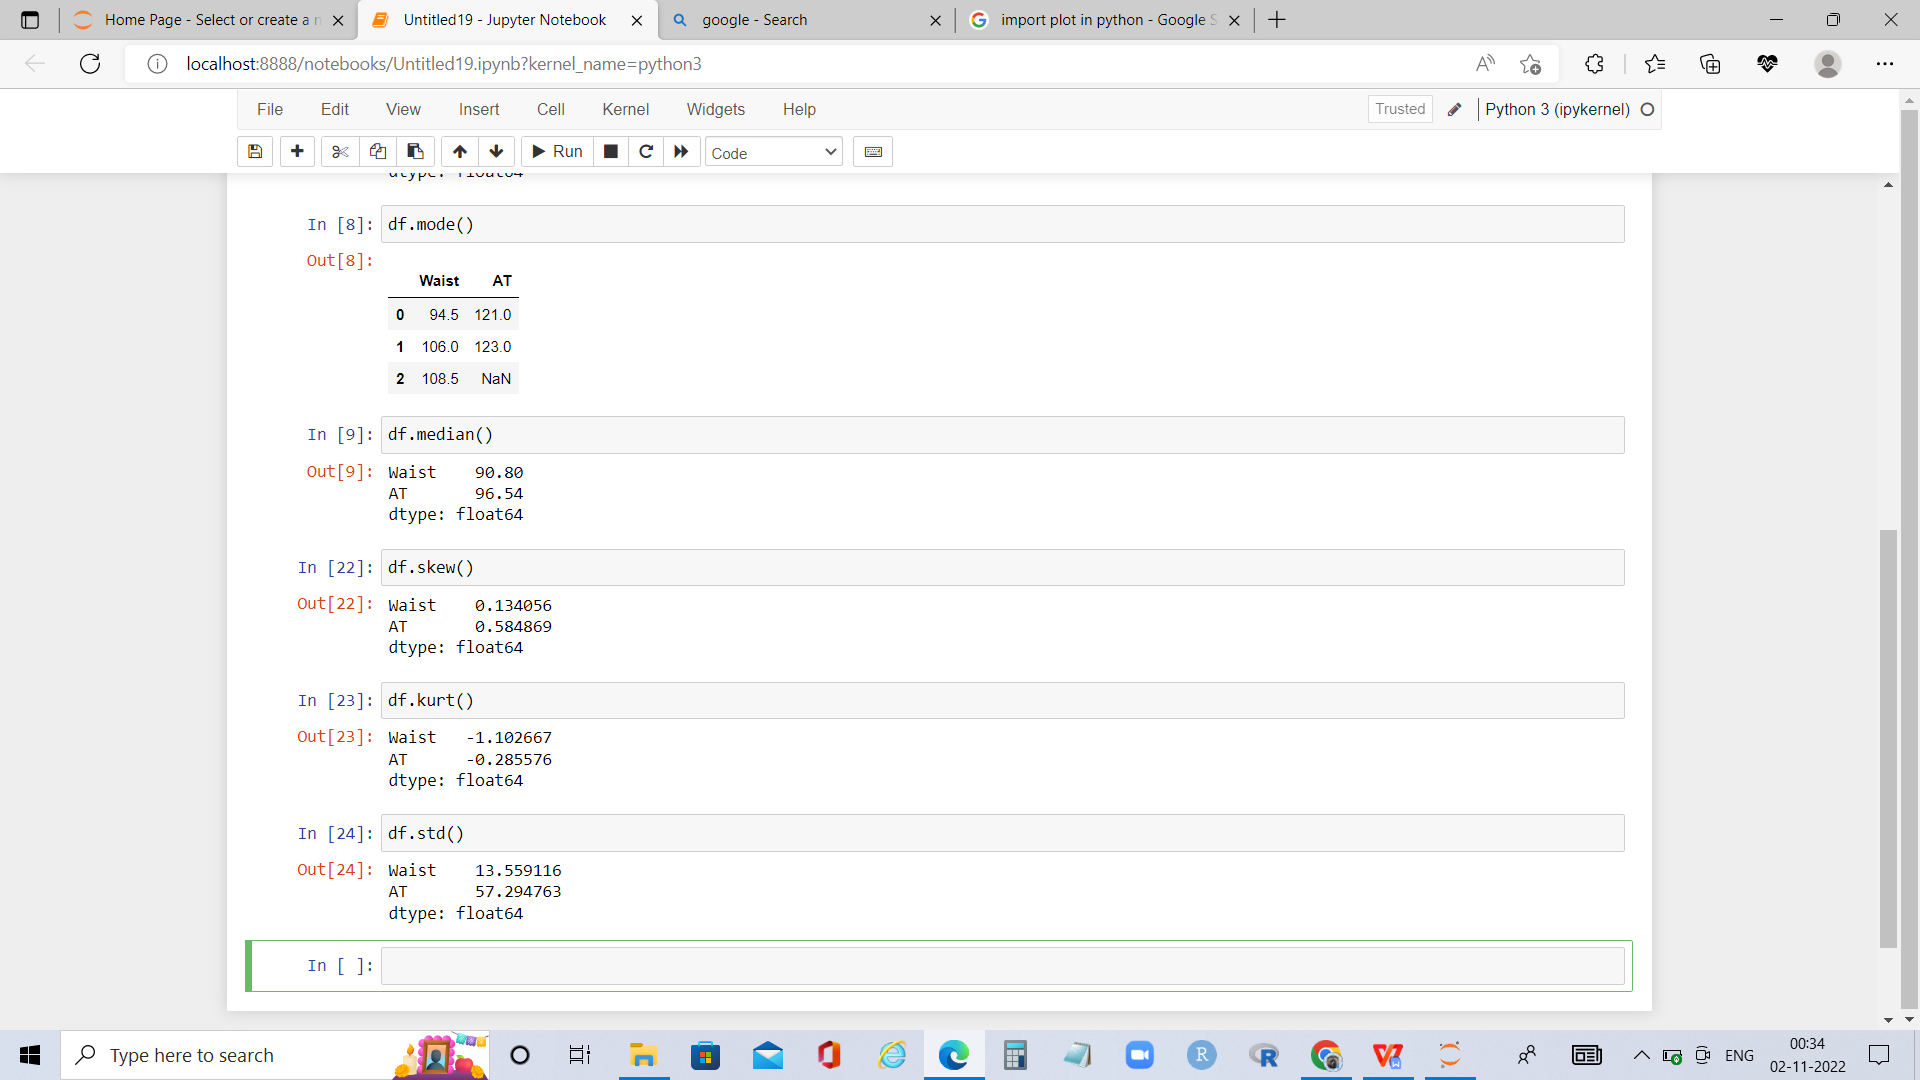 Home Page - Select or create a n
Untitled19 - Jupyter Notebook
google - Search
import plot in python - Google S
localhost:8888/notebooks/Untitled19.ipynb?kernel_name=python3
File Edit View Insert Cell Kernel Widgets Help
Trusted
Python 3 (ipykernel)
Run
Code
dtype: float64
In [8]: df.mode()
Out[8]:
Waist AT
0 94.5 121.0
1 106.0 123.0
2 108.5 NaN
In [9]: df.median()
Out[9]: Waist 90.80
AT 96.54
dtype: float64
In [22]: df.skew()
Out[22]: Waist 0.134056
AT 0.584869
dtype: float64
In [23]: df.kurt()
Out[23]: Waist -1.102667
AT -0.285576
dtype: float64
In [24]: df.std()
Out[24]: Waist 13.559116
AT 57.294763
dtype: float64
In [ ]:
Type here to search
ENG
00:34
02-11-2022